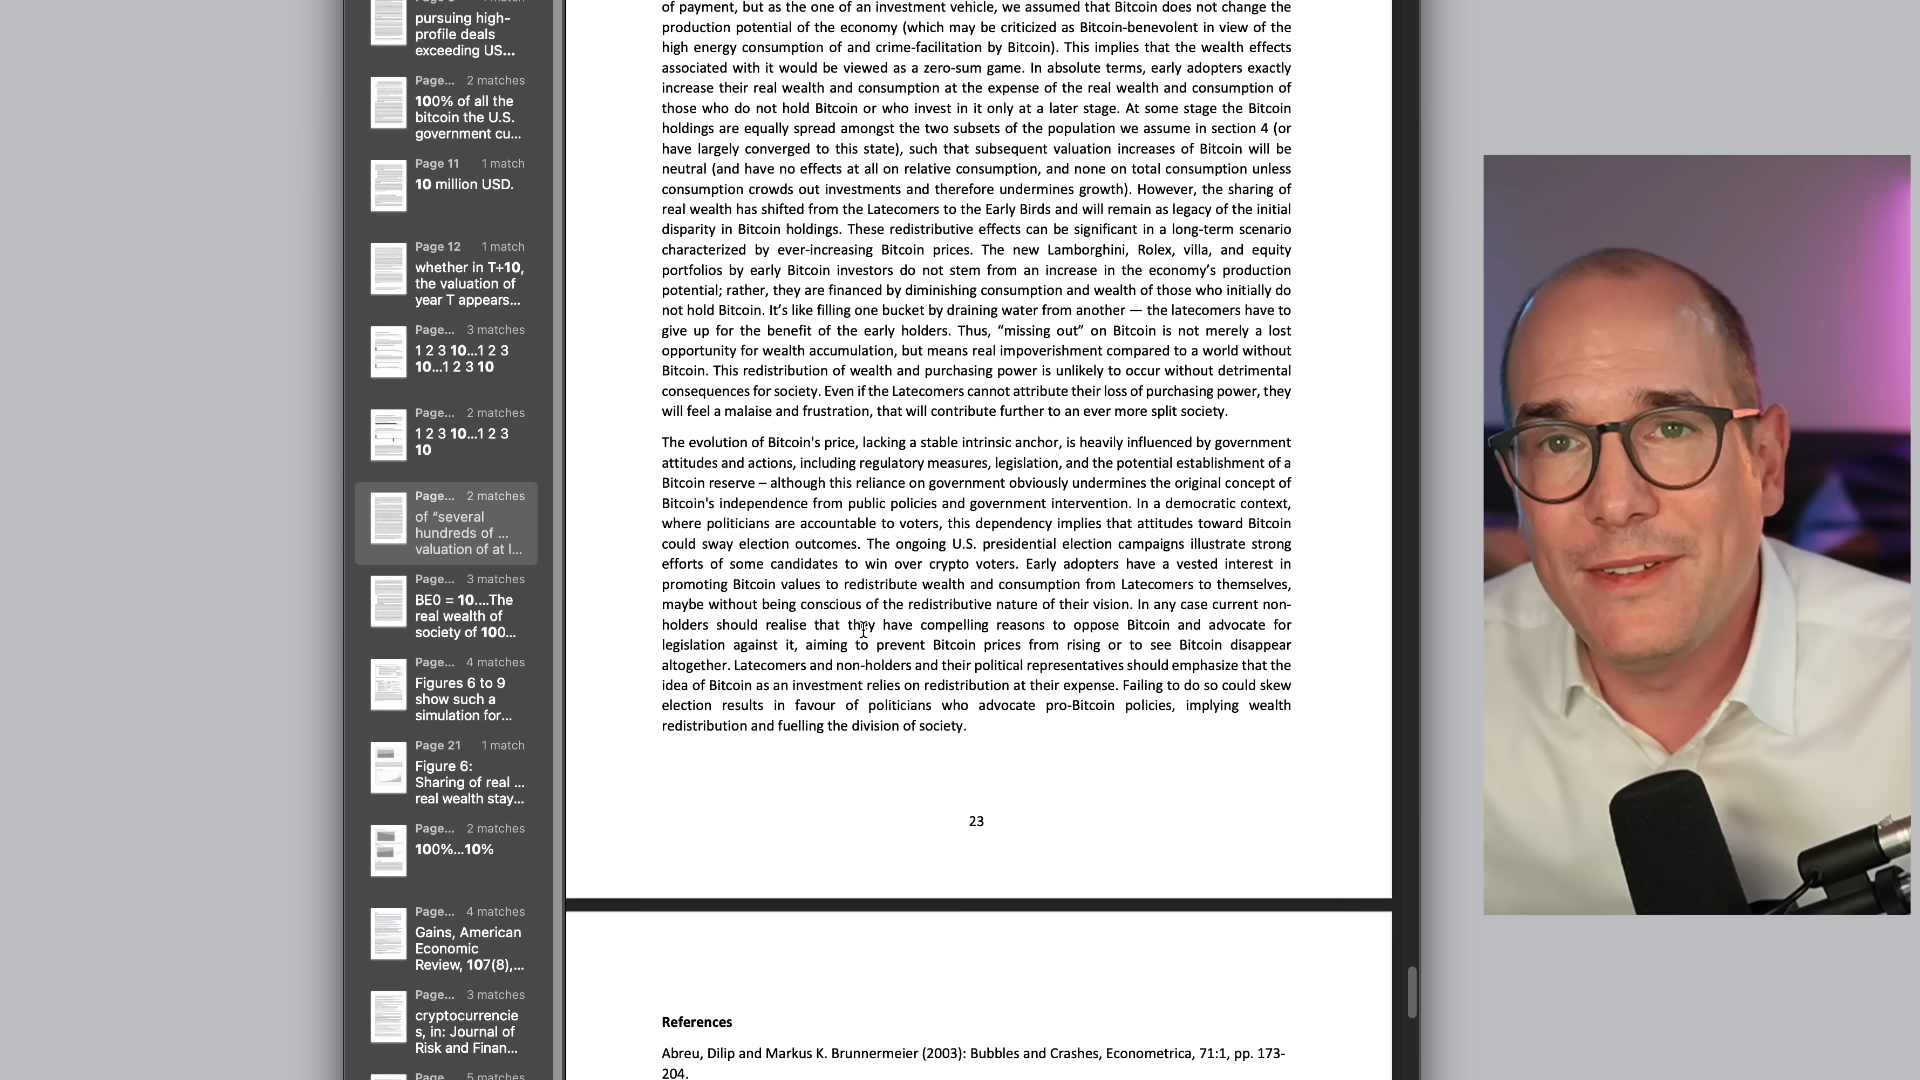 pursuing high-
profile deals
exceeding US...
Page... 2 matches
100% of all the
bitcoin the U.S.
government cu...
Page 11 1 match
10 million USD.
Page 12 1 match
whether in T+10,
the valuation of
year T appears...
Page... 3 matches
1 2 3 10...1 2 3
10...1 2 3 10
Page... 2 matches
1 2 3 10...1 2 3
10
Page... 2 matches
of “several
hundreds of ...
valuation of at l...
Page... 3 matches
BE0 = 10....The
real wealth of
society of 100...
Page... 4 matches
Figures 6 to 9
show such a
simulation for...
Page 21 1 match
Figure 6:
Sharing of real ...
real wealth stay...
Page... 2 matches
100%...10%
Page... 4 matches
Gains, American
Economic
Review, 107(8),...
Page... 3 matches
cryptocurrencie
s, in: Journal of
Risk and Finan...
Page... 5 matches
of payment, but as the one of an investment vehicle, we assumed that Bitcoin does not change the
production potential of the economy (which may be criticized as Bitcoin-benevolent in view of the
high energy consumption of and crime-facilitation by Bitcoin). This implies that the wealth effects
associated with it would be viewed as a zero-sum game. In absolute terms, early adopters exactly
increase their real wealth and consumption at the expense of the real wealth and consumption of
those who do not hold Bitcoin or who invest in it only at a later stage. At some stage the Bitcoin
holdings are equally spread amongst the two subsets of the population we assume in section 4 (or
have largely converged to this state), such that subsequent valuation increases of Bitcoin will be
neutral (and have no effects at all on relative consumption, and none on total consumption unless
consumption crowds out investments and therefore undermines growth). However, the sharing of
real wealth has shifted from the Latecomers to the Early Birds and will remain as legacy of the initial
disparity in Bitcoin holdings. These redistributive effects can be significant in a long-term scenario
characterized by ever-increasing Bitcoin prices. The new Lamborghini, Rolex, villa, and equity
portfolios by early Bitcoin investors do not stem from an increase in the economy’s production
potential; rather, they are financed by diminishing consumption and wealth of those who initially do
not hold Bitcoin. It’s like filling one bucket by draining water from another — the latecomers have to
give up for the benefit of the early holders. Thus, “missing out” on Bitcoin is not merely a lost
opportunity for wealth accumulation, but means real impoverishment compared to a world without
Bitcoin. This redistribution of wealth and purchasing power is unlikely to occur without detrimental
consequences for society. Even if the Latecomers cannot attribute their loss of purchasing power, they
will feel a malaise and frustration, that will contribute further to an ever more split society.
The evolution of Bitcoin's price, lacking a stable intrinsic anchor, is heavily influenced by government
attitudes and actions, including regulatory measures, legislation, and the potential establishment of a
Bitcoin reserve – although this reliance on government obviously undermines the original concept of
Bitcoin's independence from public policies and government intervention. In a democratic context,
where politicians are accountable to voters, this dependency implies that attitudes toward Bitcoin
could sway election outcomes. The ongoing U.S. presidential election campaigns illustrate strong
efforts of some candidates to win over crypto voters. Early adopters have a vested interest in
promoting Bitcoin values to redistribute wealth and consumption from Latecomers to themselves,
maybe without being conscious of the redistributive nature of their vision. In any case current non-
holders should realise that they have compelling reasons to oppose Bitcoin and advocate for
legislation against it, aiming to prevent Bitcoin prices from rising or to see Bitcoin disappear
altogether. Latecomers and non-holders and their political representatives should emphasize that the
idea of Bitcoin as an investment relies on redistribution at their expense. Failing to do so could skew
election results in favour of politicians who advocate pro-Bitcoin policies, implying wealth
redistribution and fuelling the division of society.
23
References
Abreu, Dilip and Markus K. Brunnermeier (2003): Bubbles and Crashes, Econometrica, 71:1, pp. 173-
204.